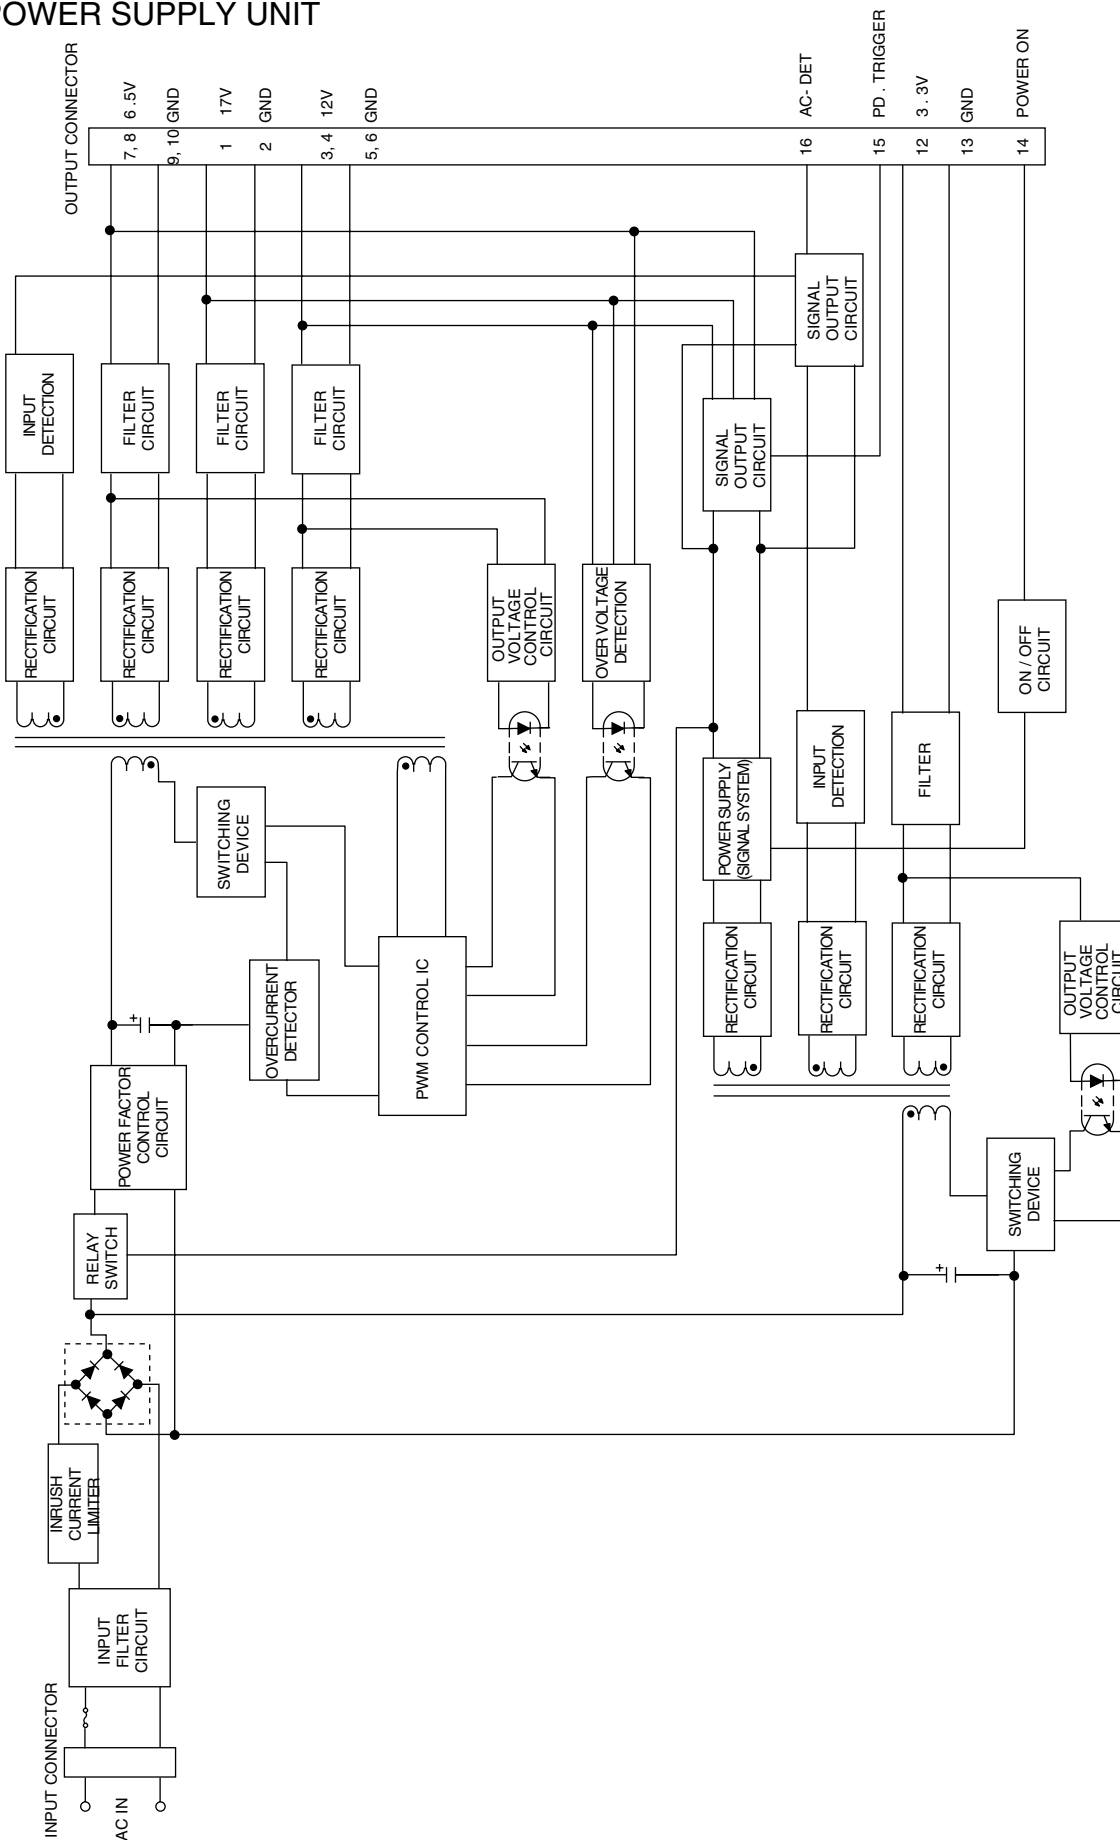 POWER SUPPLY UNIT
OUTPUT CONNECTOR
7, 8 6 .5V
9, 10 GND
1 17V
2 GND
3, 4 12V
5, 6 GND
16 AC- DET
15 PD . TRIGGER
12 3 . 3V
13 GND
14 POWER ON
INPUT
DETECTION
FILTER
CIRCUIT
FILTER
CIRCUIT
FILTER
CIRCUIT
SIGNAL
OUTPUT
CIRCUIT
SIGNAL
OUTPUT
CIRCUIT
RECTIFICATION
CIRCUIT
RECTIFICATION
CIRCUIT
RECTIFICATION
CIRCUIT
RECTIFICATION
CIRCUIT
OUTPUT
VOLTAGE
CONTROL
CIRCUIT
OVER VOLTAGE
DETECTION
ON / OFF
CIRCUIT
SWITCHING
DEVICE
POWER SUPPLY
(SIGNAL SYSTEM)
INPUT
DETECTION
FILTER
OVERCURRENT
DETECTOR
PWM CONTROL IC
RECTIFICATION
CIRCUIT
RECTIFICATION
CIRCUIT
RECTIFICATION
CIRCUIT
OUTPUT
VOLTAGE
CONTROL
CIRCUIT
+
POWER FACTOR
CONTROL
CIRCUIT
RELAY
SWITCH
SWITCHING
DEVICE
+
INRUSH
CURRENT
LIMITER
INPUT
FILTER
CIRCUIT
INPUT CONNECTOR
AC IN